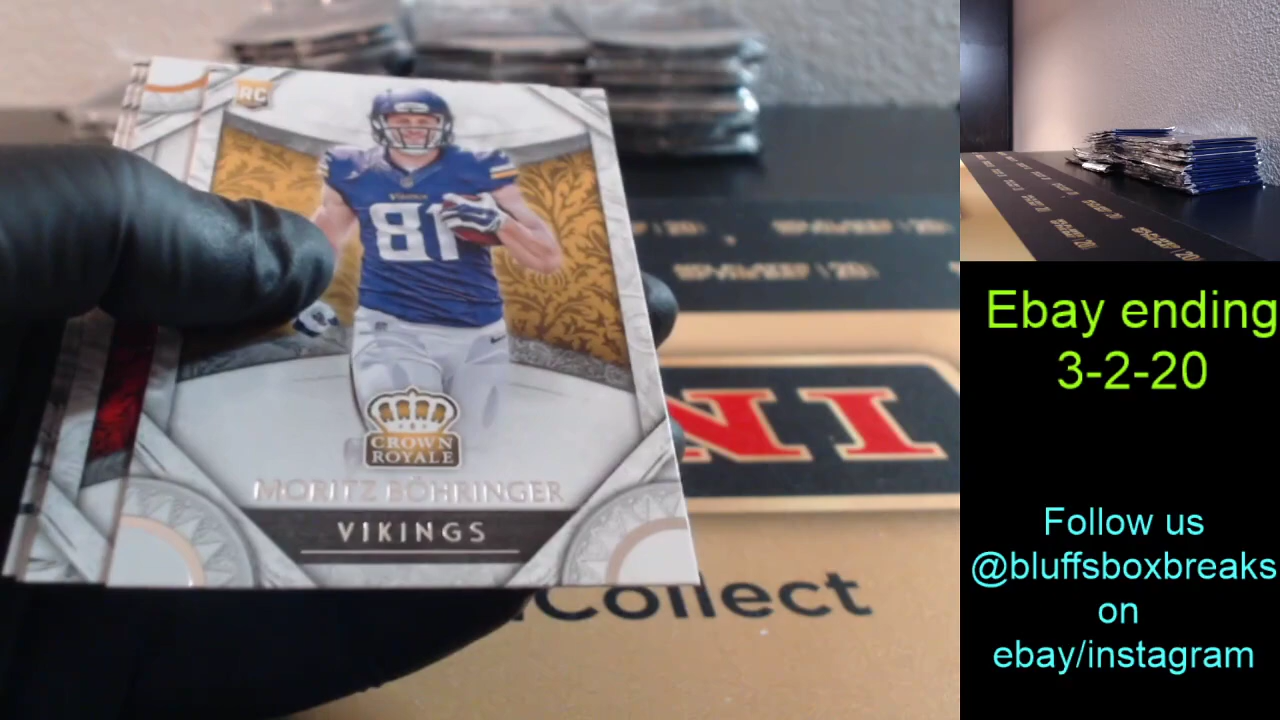 RC
81
CROWN
ROYALE
MORITZ BÖHRINGER
VIKINGS
NI
Collect
Ebay ending
3-2-20
Follow us
@bluffsboxbreaks
on
ebay/instagram